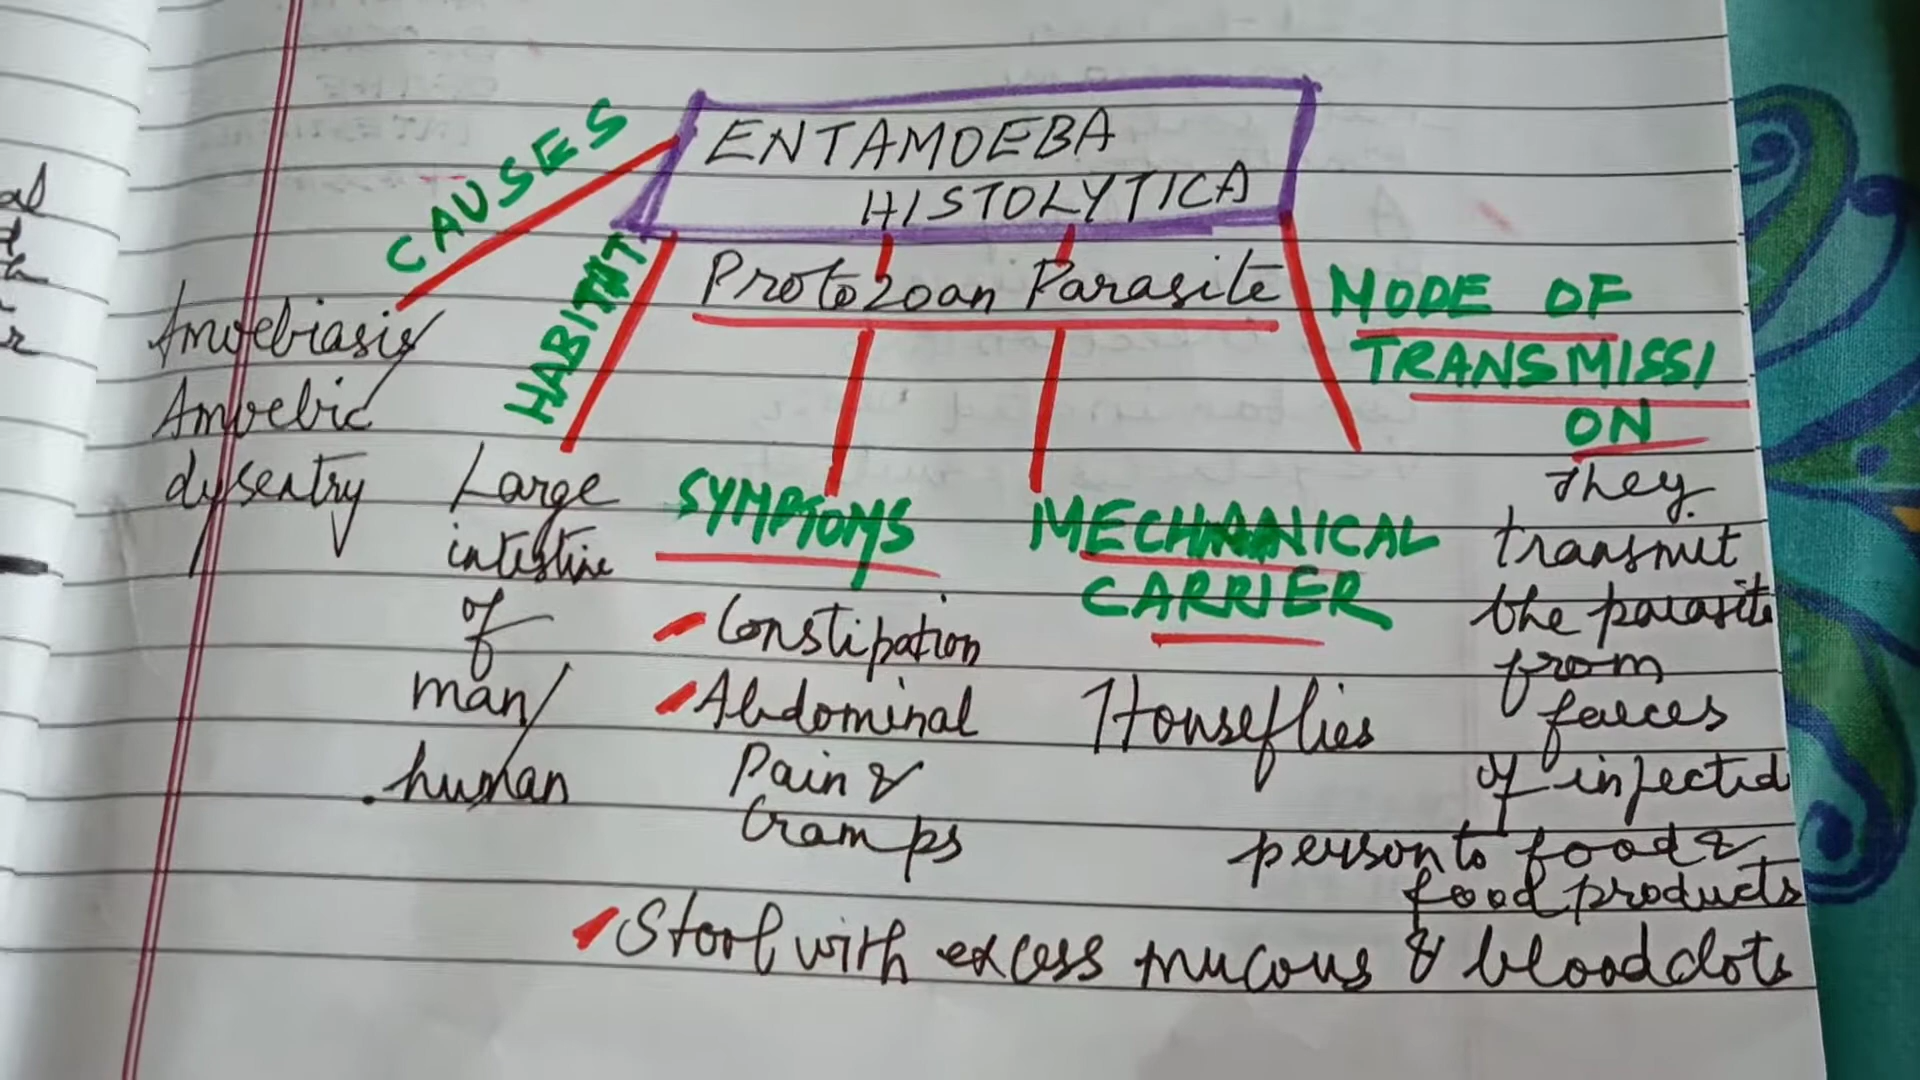 ENTAMOEBA
HISTOLYTICA
Protozoan Parasite
CAUSES
Amoebiasis/
Amoebic
dysentry
HABITAT
Large
intestine
of
man/
human
SYMPTOMS
Constipation
Abdominal
Pain &
Cramps
Stool with excess mucous & blood clots
MECHANICAL
CARRIER
Houseflies
MODE OF
TRANSMISSI
ON
They
transmit
the parasite
from
faeces
of infected
person to food &
food products